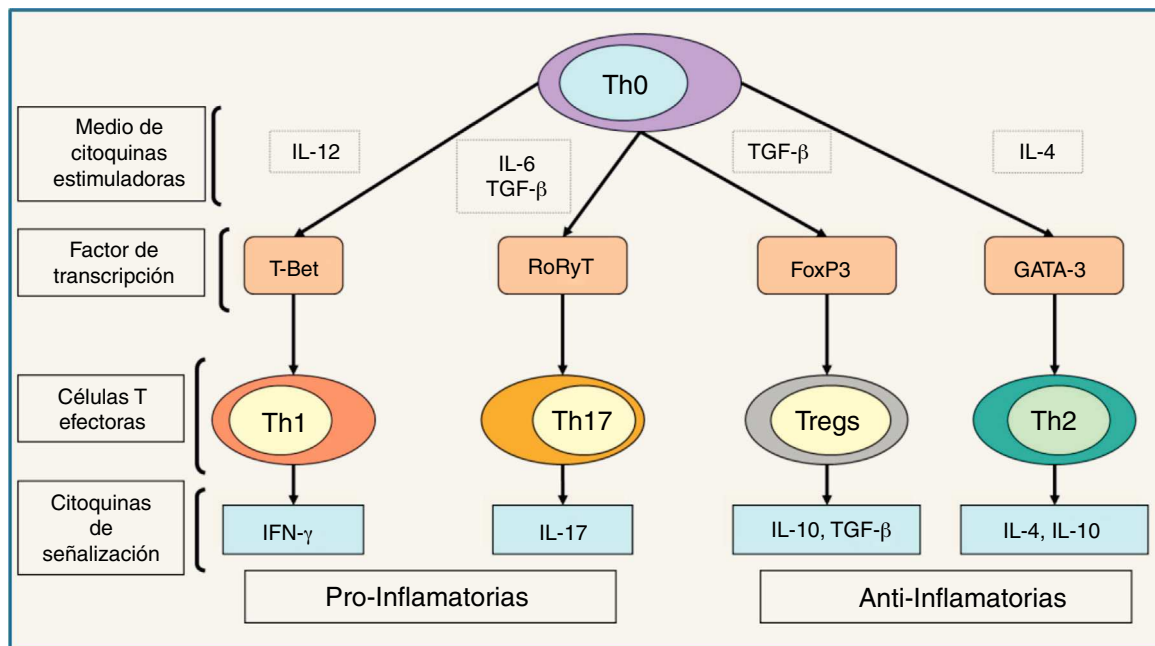 Th0
Medio de
citoquinas
estimuladoras
IL-12
IL-6
TGF-β
TGF-β
IL-4
Factor de
transcripción
T-Bet
RoRyT
FoxP3
GATA-3
Células T
efectoras
Th1
Th17
Tregs
Th2
Citoquinas
de
señalización
IFN-γ
IL-17
IL-10, TGF-β
IL-4, IL-10
Pro-Inflamatorias
Anti-Inflamatorias